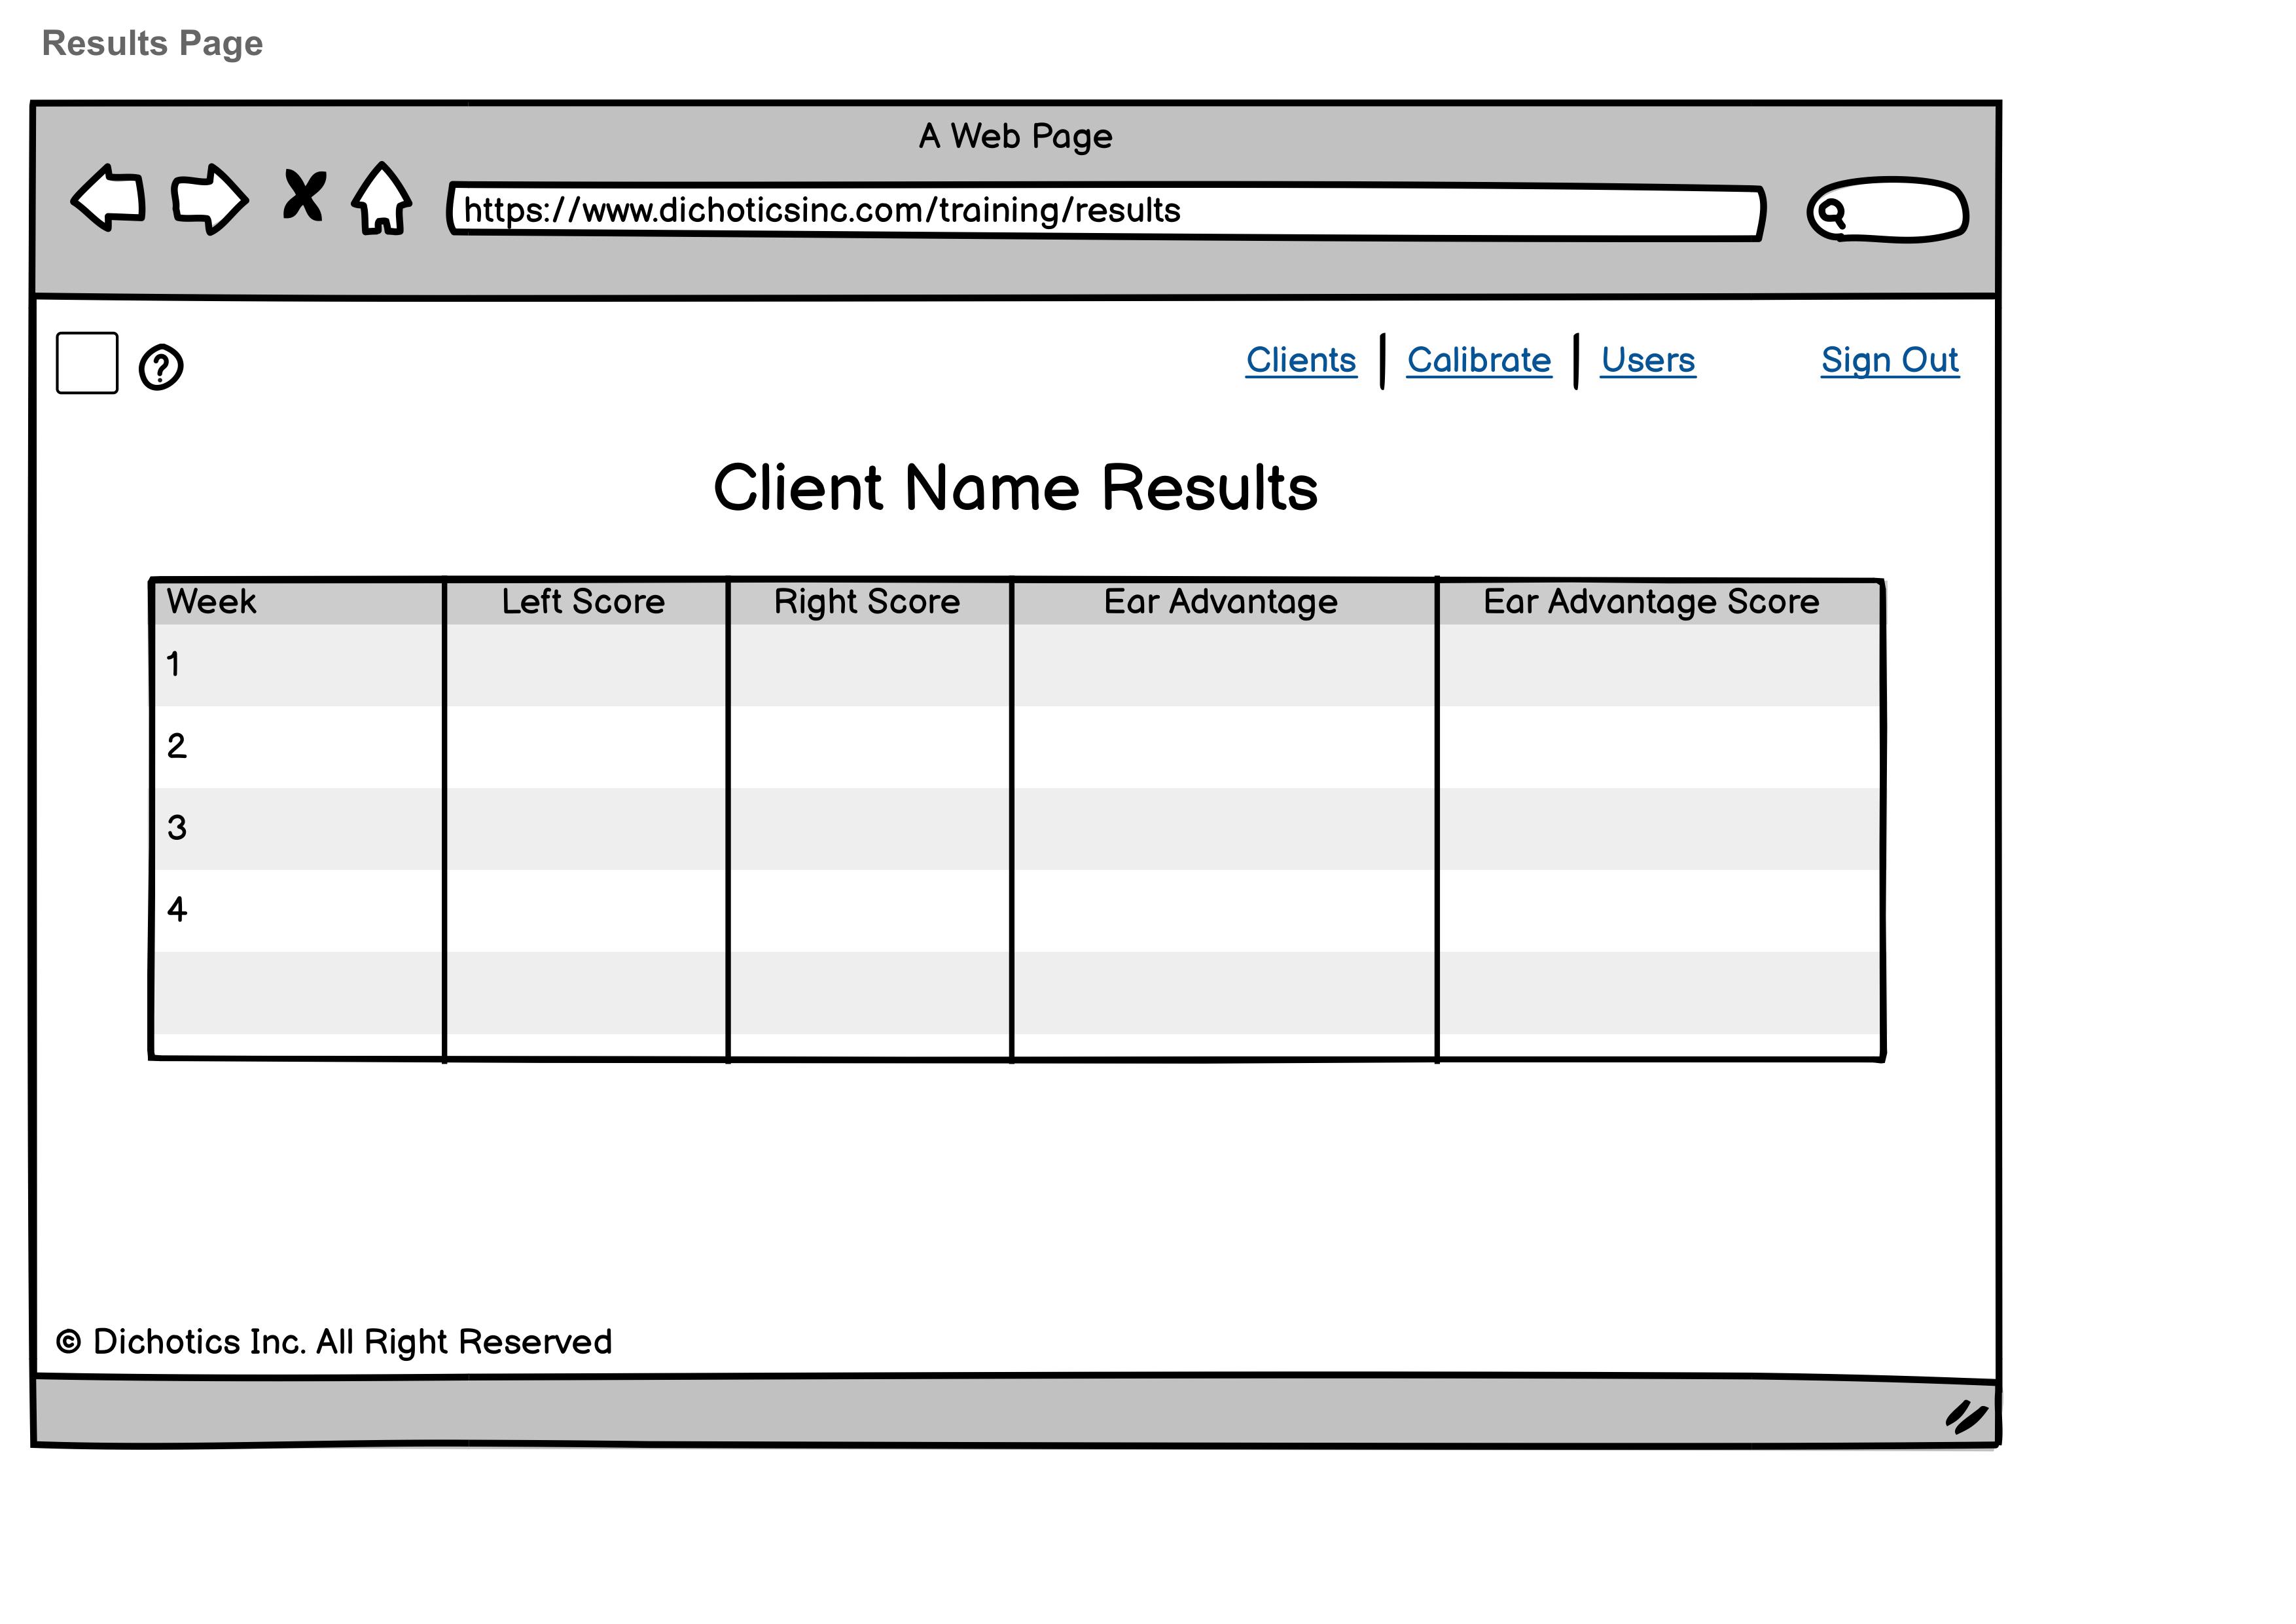 Results Page
A Web Page
https://www.dichoticsinc.com/training/results
? Clients | Calibrate | Users Sign Out
Client Name Results
Week Left Score Right Score Ear Advantage Ear Advantage Score
1
2
3
4
© Dichotics Inc. All Right Reserved